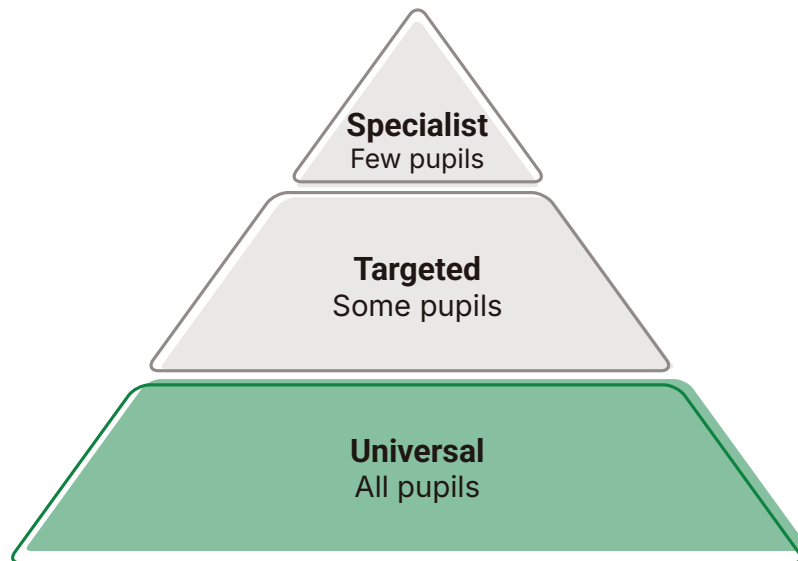 Specialist
Few pupils
Targeted
Some pupils
Universal
All pupils